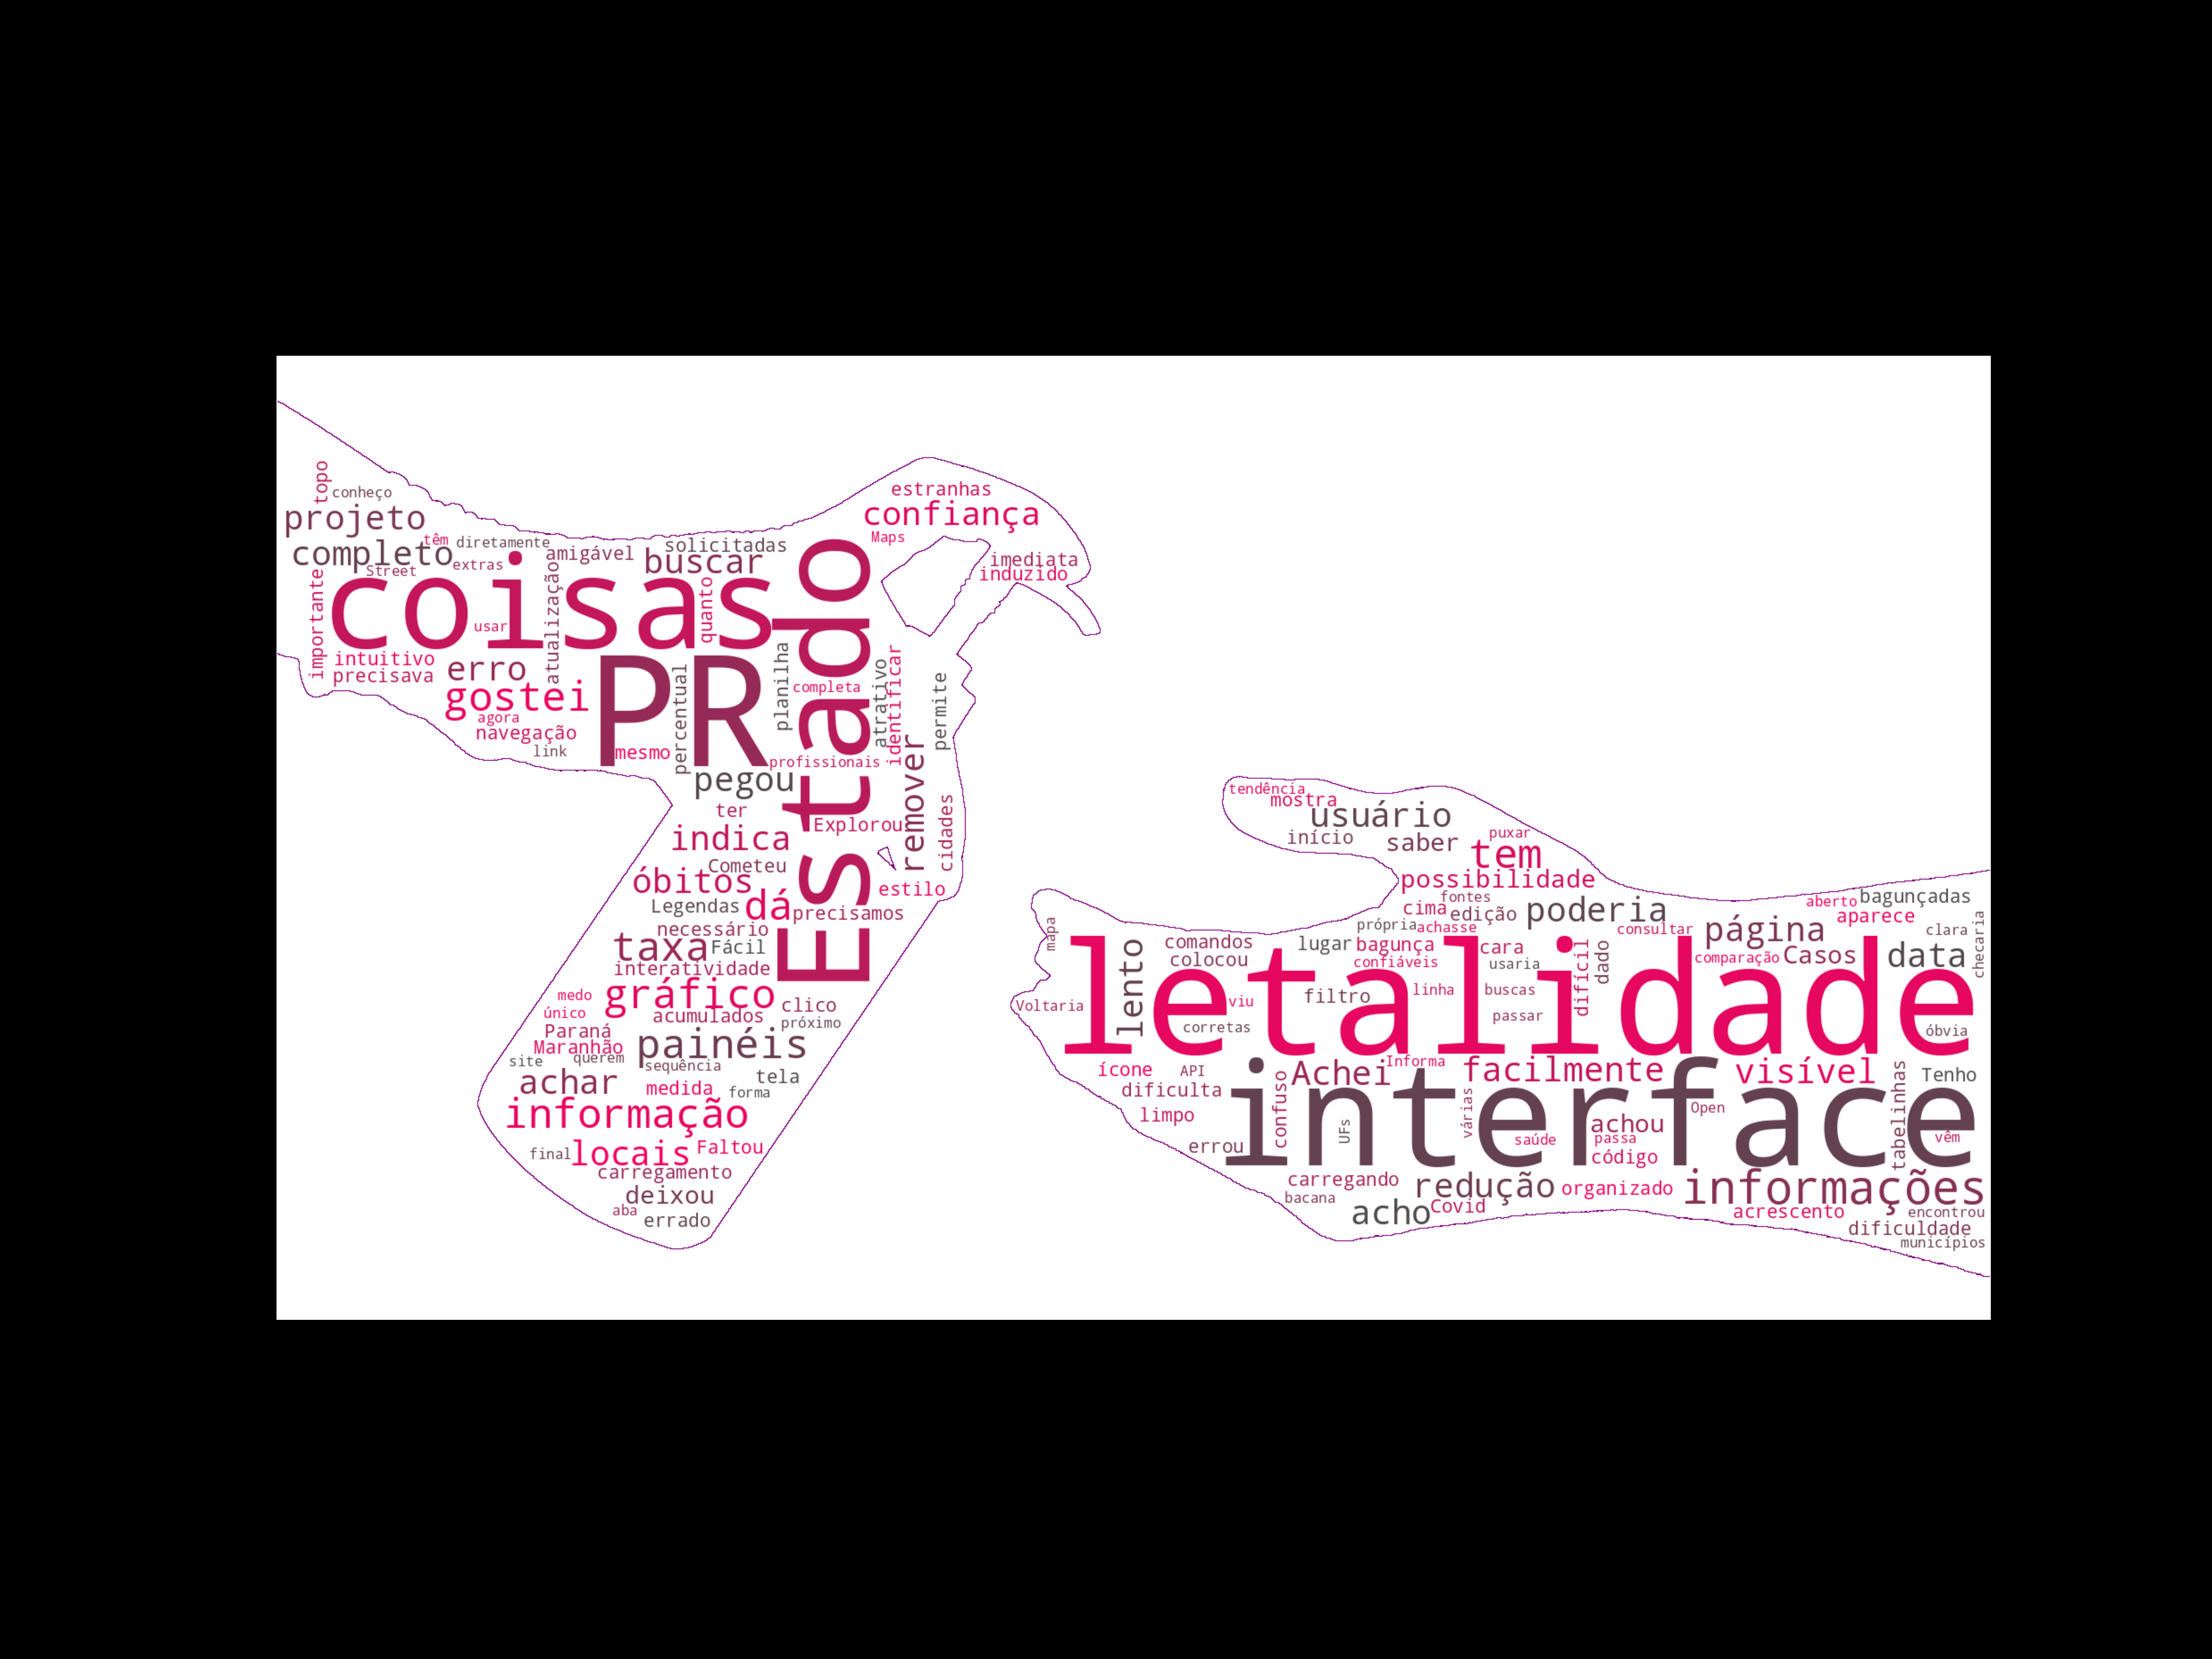 topo
conheço
projeto
completo
têm
diretamente
Street
extras
amigável
solicitadas
buscar
importante
coisas
usar
atualização
quanto
intuitivo
precisava
erro
gostei
agora
navegação
link
PR
mesmo
percentual
planilha
completa
profissionais
Estado
estranhas
confiança
Maps
imediata
induzido
atrativo
identificar
permite
remover
cidades
pegou
ter
Explorou
indica
Cometeu
óbitos
Legendas
dá
estilo
precisamos
necessário
taxa
Fácil
interatividade
medo
gráfico
clico
único
acumulados
próximo
Paraná
Maranhão
painéis
site
querem
sequência
tela
achar
medida
forma
informação
final
locais
Faltou
carregamento
deixou
aba
errado
tendência
mostra
usuário
início
saber
puxar
tem
possibilidade
fontes
cima
edição
poderia
própria
achasse
consultar
página
aberto
bagunçadas
aparece
clara
checaria
mapa
lento
comandos
colocou
lugar
bagunça
confiáveis
cara
usaria
difícil
dado
comparação
Casos
data
Voltaria
letalidade
viu
filtro
linha
buscas
passar
corretas
óbvia
ícone
API
dificulta
limpo
errou
confuso
UFs
Achei
Informa
facilmente
visível
Tenho
interface
várias
saúde
achou
passa
código
Open
tabelinhas
vêm
carregando
bacana
redução
organizado
informações
acho
Covid
acrescento
encontrou
dificuldade
municípios